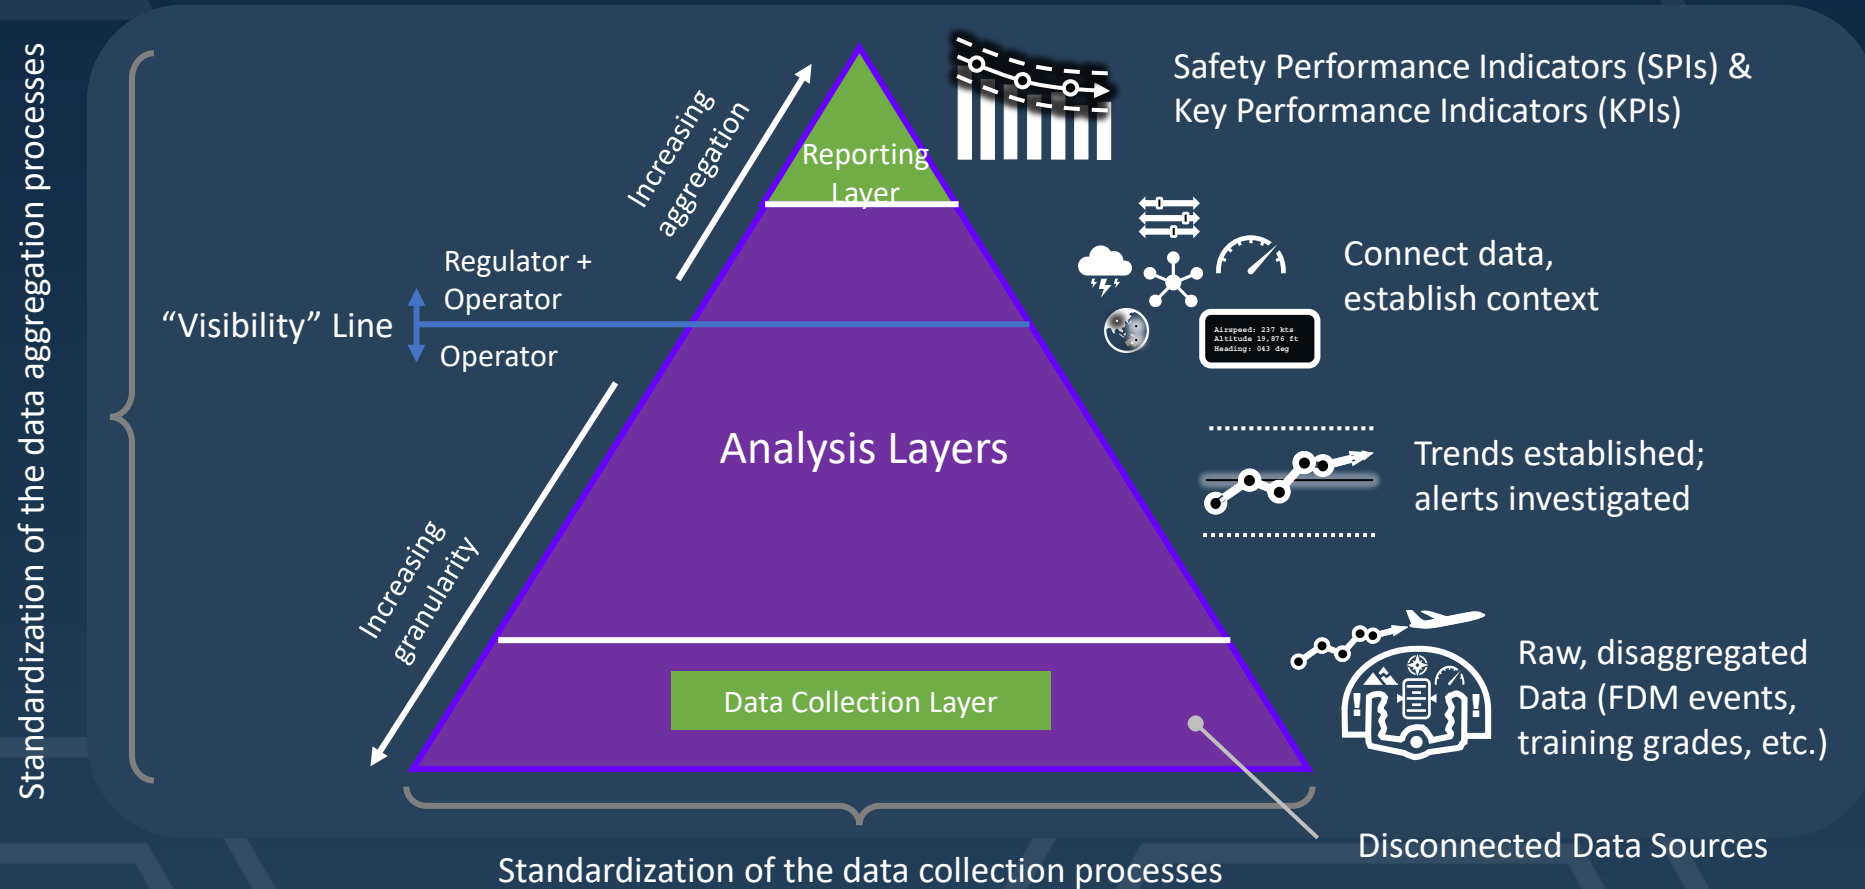 Standardization of the data aggregation processes
Increasing
aggregation
Reporting
Layer
Safety Performance Indicators (SPIs) &
Key Performance Indicators (KPIs)
Regulator +
Operator
"Visibility" Line
Operator
Connect data,
establish context
Airspeed: 237 kts
Altitude 19,876 ft
Heading: 043 deg
Analysis Layers
Trends established;
alerts investigated
Increasing
granularity
Data Collection Layer
Raw, disaggregated
Data (FDM events,
training grades, etc.)
Disconnected Data Sources
Standardization of the data collection processes